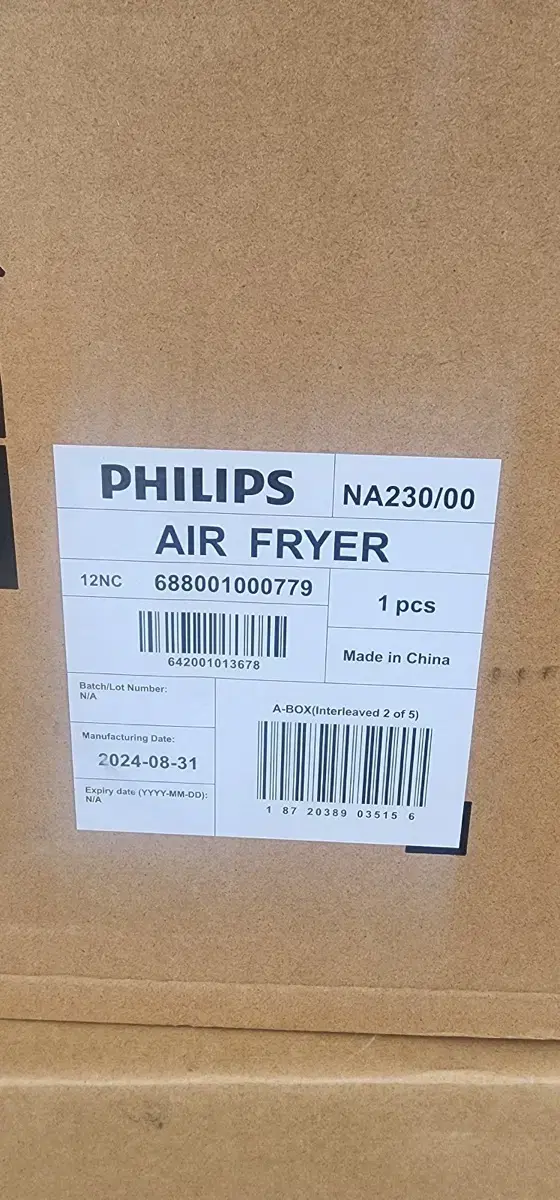 PHILIPS
NA230/00
AIR FRYER
12NC 688001000779
1 pcs
642001013678
Made in China
Batch/Lot Number:
N/A
Manufacturing Date:
2024-08-31
Expiry date (YYYY-MM-DD):
N/A
A-BOX(Interleaved 2 of 5)
1 87 20389 03515 6